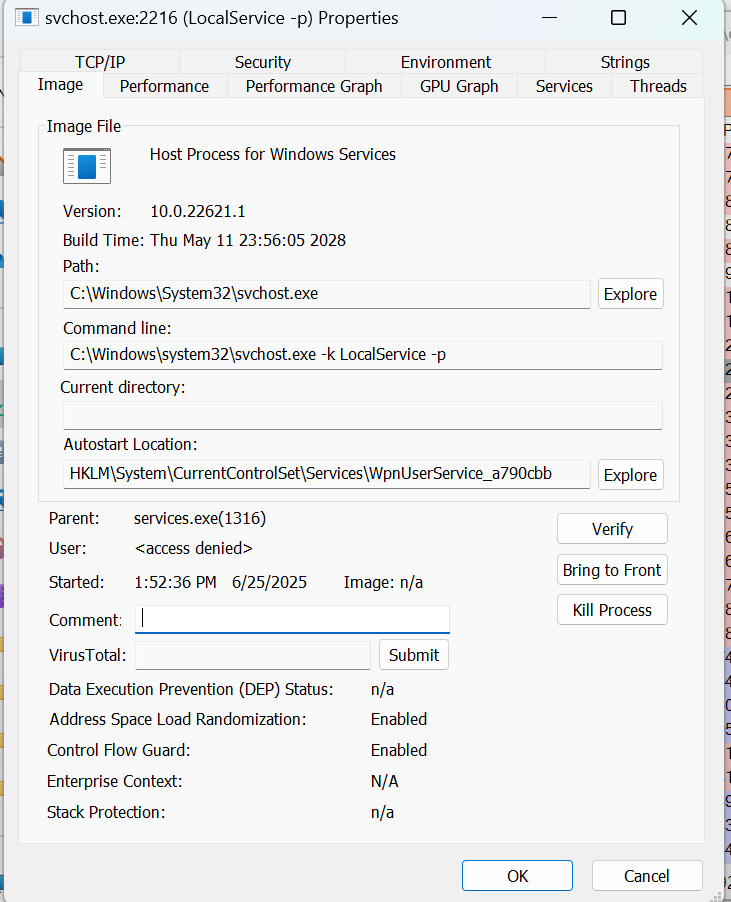 svchost.exe:2216 (LocalService -p) Properties
TCP/IP Security Environment Strings
Image Performance Performance Graph GPU Graph Services Threads
Image File
Host Process for Windows Services
Version: 10.0.22621.1
Build Time: Thu May 11 23:56:05 2028
Path:
C:\Windows\System32\svchost.exe Explore
Command line:
C:\Windows\system32\svchost.exe -k LocalService -p
Current directory:
Autostart Location:
HKLM\System\CurrentControlSet\Services\WpnUserService_a790cbb Explore
Parent: services.exe(1316)
Verify
User: <access denied>
Bring to Front
Started: 1:52:36 PM 6/25/2025 Image: n/a
Kill Process
Comment:
VirusTotal: Submit
Data Execution Prevention (DEP) Status: n/a
Address Space Load Randomization: Enabled
Control Flow Guard: Enabled
Enterprise Context: N/A
Stack Protection: n/a
OK Cancel